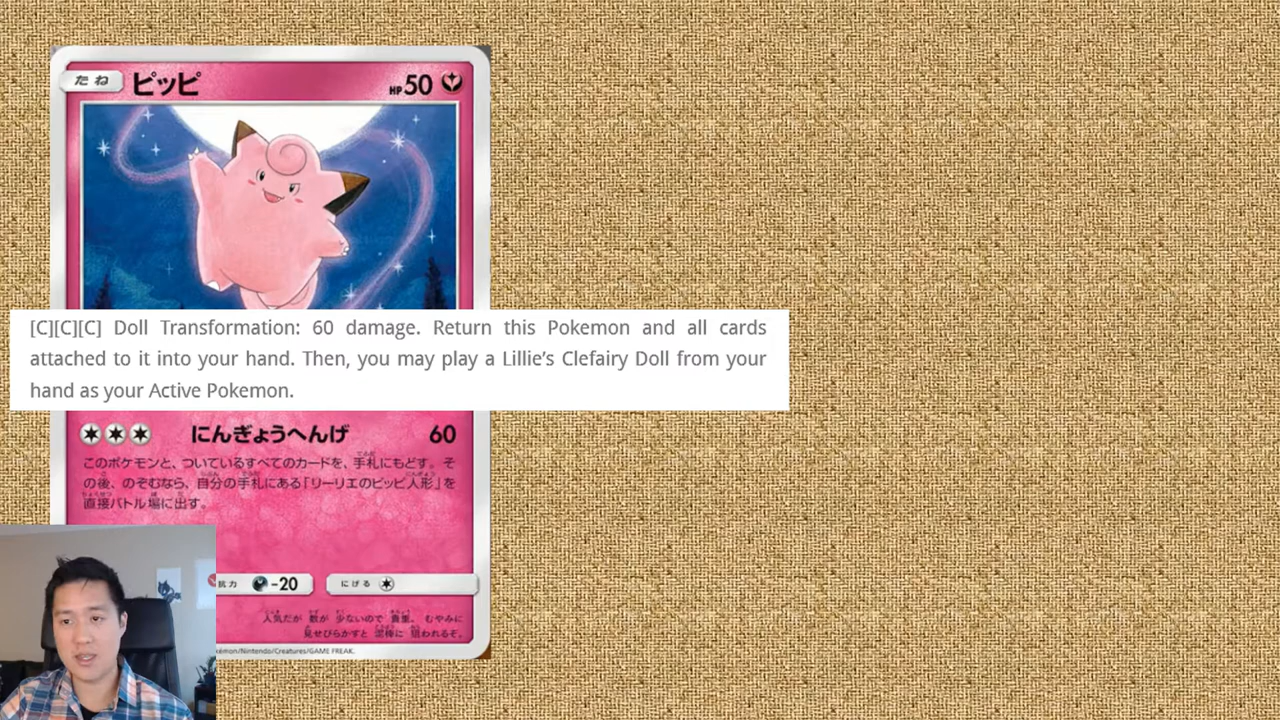 たね ピッピ HP 50
[C][C][C] Doll Transformation: 60 damage. Return this Pokemon and all cards
attached to it into your hand. Then, you may play a Lillie’s Clefairy Doll from your
hand as your Active Pokemon.
にんぎょうへんげ 60
このポケモンと、ついているすべてのカードを、手札にもどす。そ
の後、のぞむなら、自分の手札にある「リーリエのピッピ人形」を
直接バトル場に出す。
抗力 -20 にげる
人気だが 数が 少ないので 貴重。 むやみに
見せびらかすと 泥棒に 狙われるぞ。
okémon/Nintendo/Creatures/GAME FREAK.